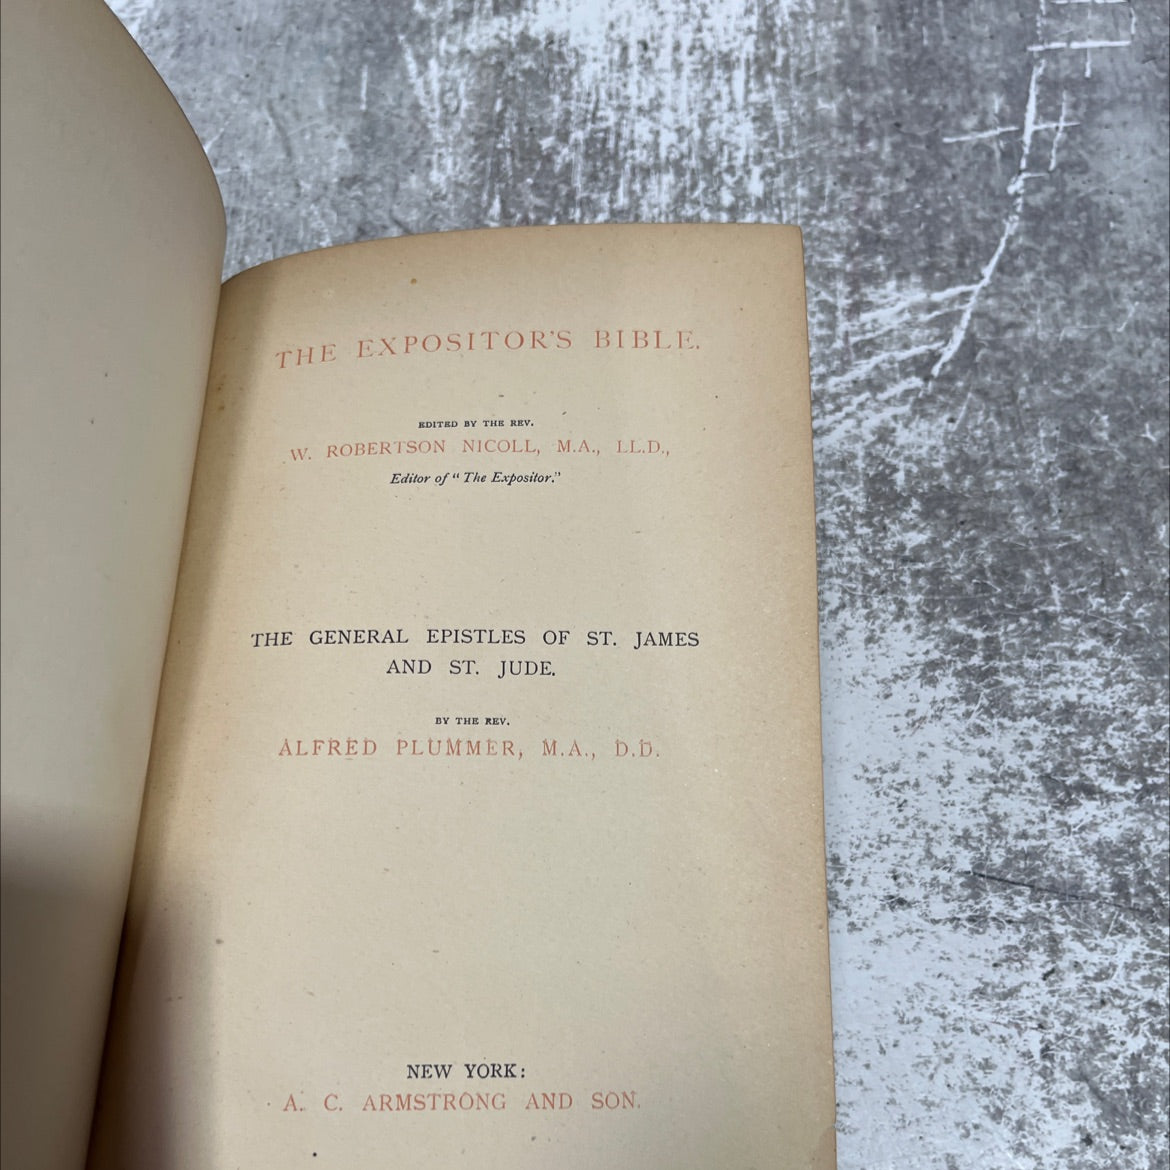 THE EXPOSITOR'S BIBLE.
EDITED BY THE REV.
W. ROBERTSON NICOLL, M.A., LL.D.,
Editor of "The Expositor."
THE GENERAL EPISTLES OF ST. JAMES
AND ST. JUDE.
BY THE REV.
ALFRED PLUMMER, M.A., D.D.
NEW YORK:
A. C. ARMSTRONG AND SON.